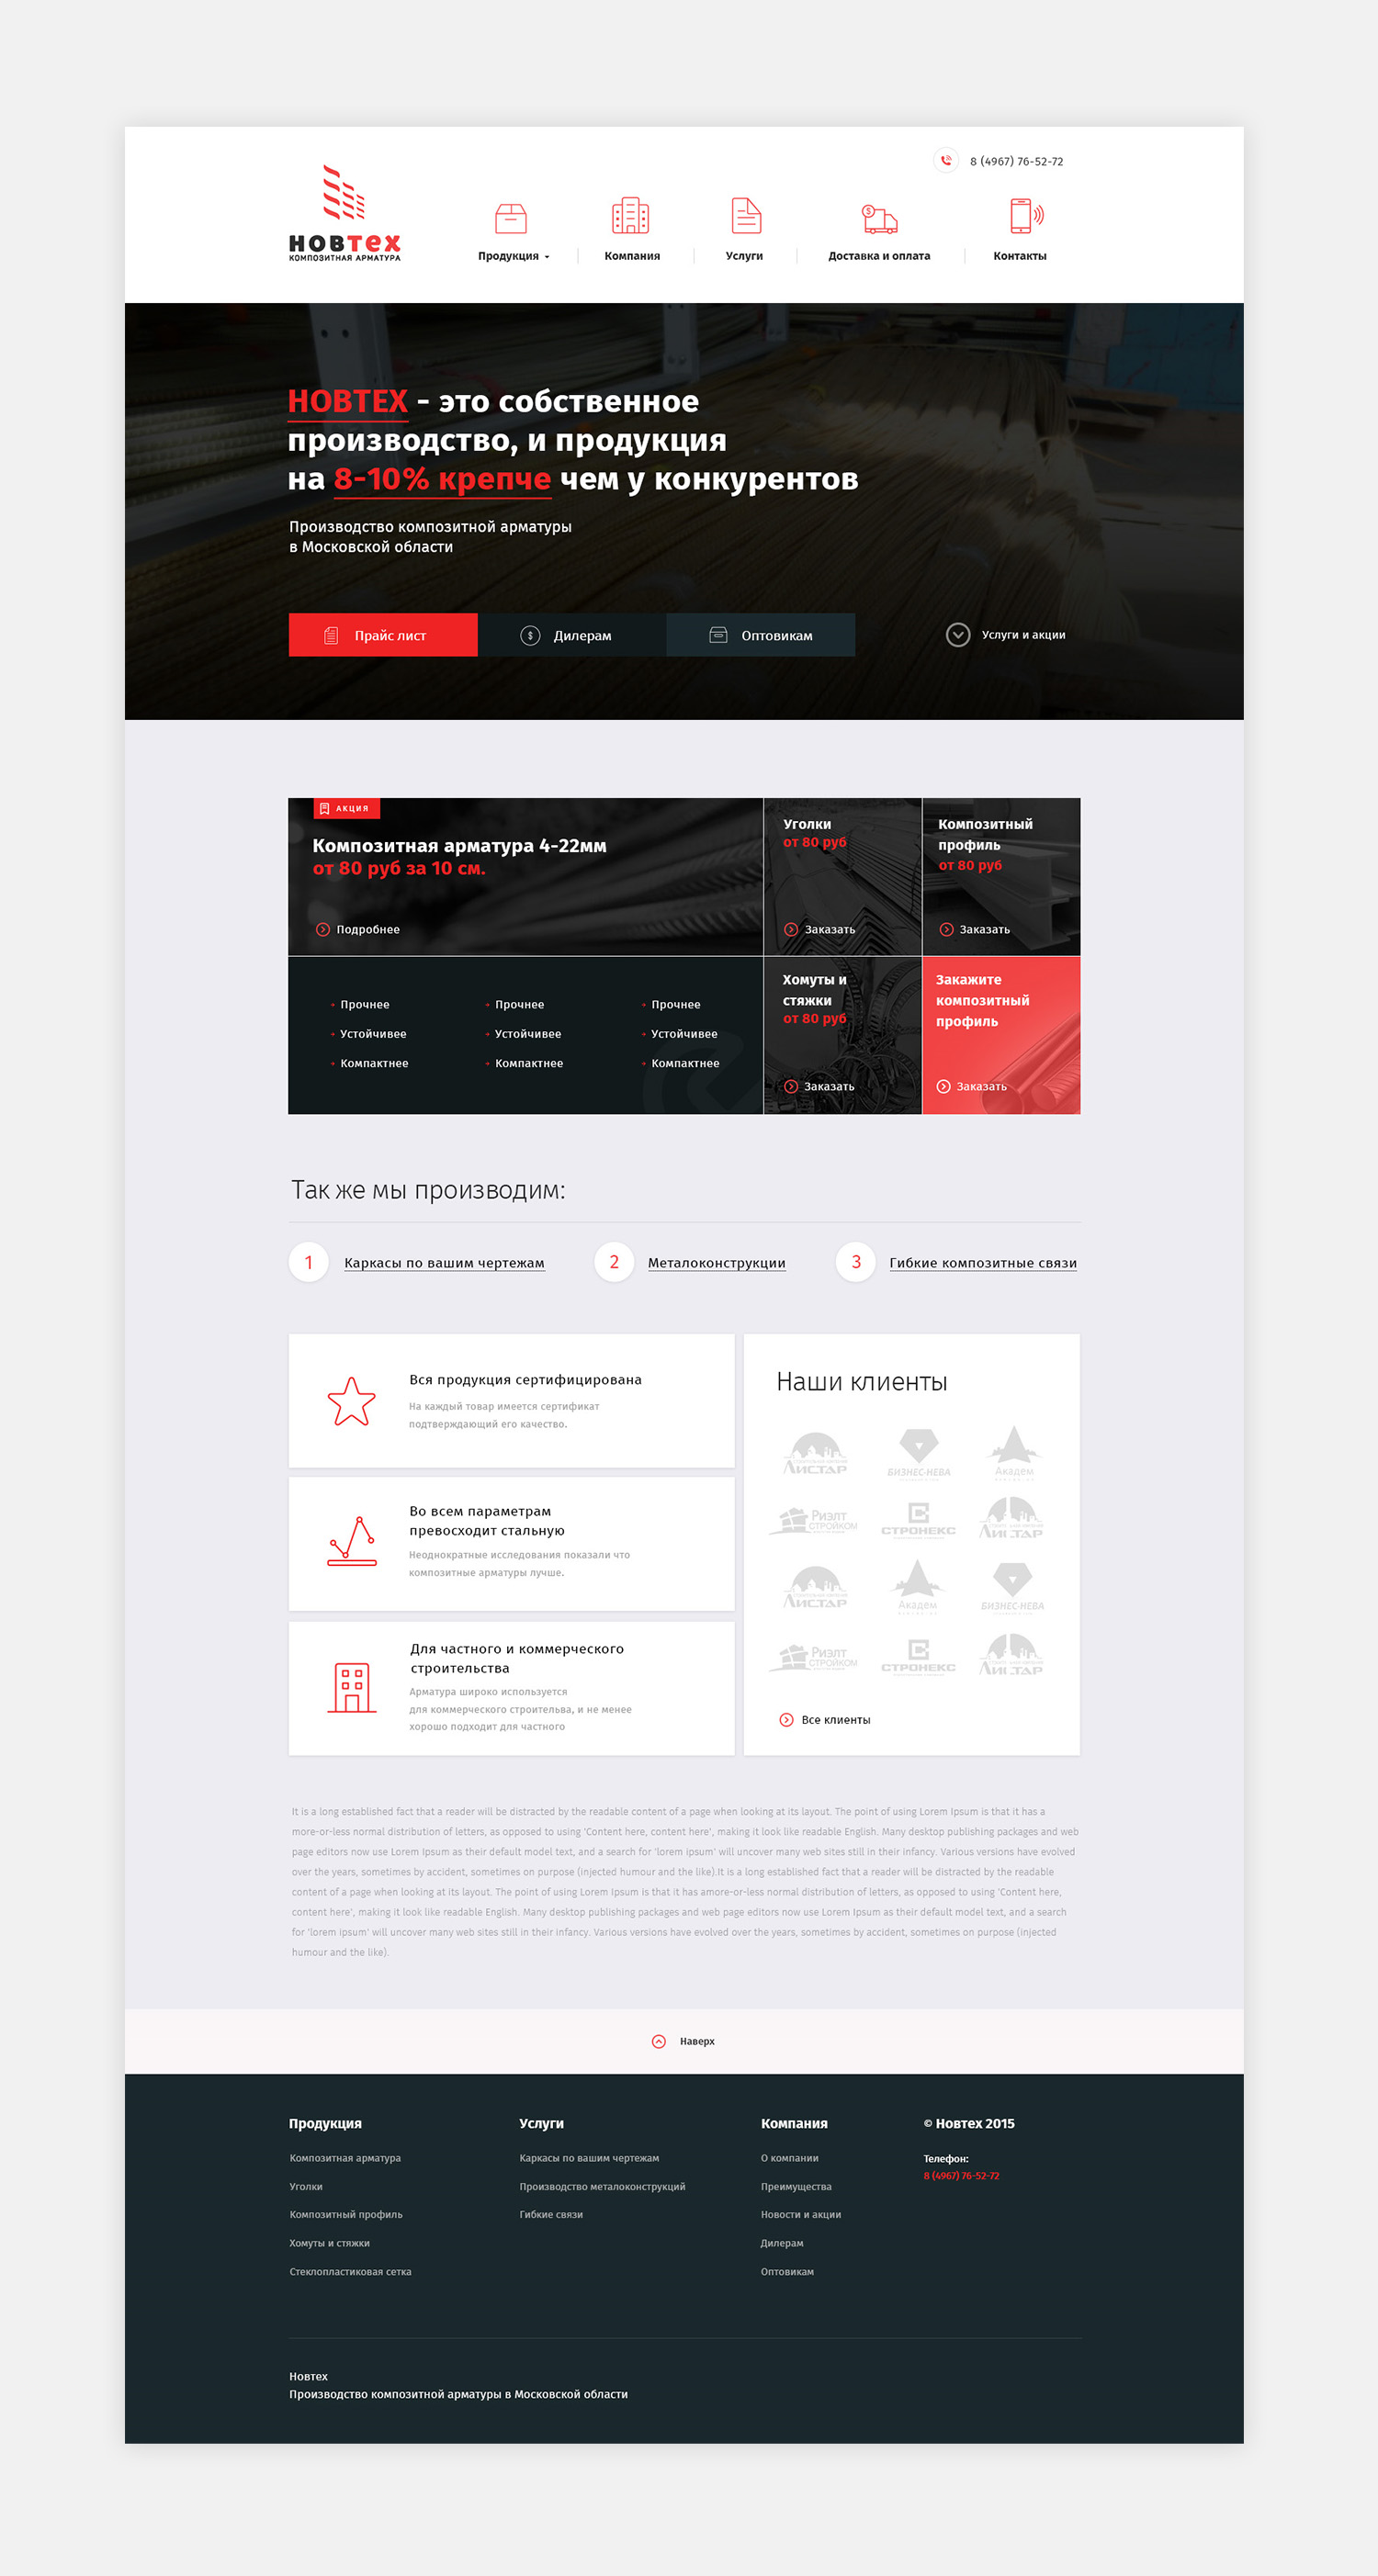 8 (4967) 76-52-72
НОВТЕХ
КОМПОЗИТНАЯ АРМАТУРА
Продукция
Компания
Услуги
Доставка и оплата
Контакты
НОВТЕХ - это собственное
производство, и продукция
на 8-10% крепче чем у конкурентов
Производство композитной арматуры
в Московской области
Прайс лист
Дилерам
Оптовикам
Услуги и акции
АКЦИЯ
Композитная арматура 4-22мм
от 80 руб за 10 см.
Подробнее
Уголки
от 80 руб
Заказать
Композитный
профиль
от 80 руб
Заказать
Прочнее
Устойчивее
Компактнее
Прочнее
Устойчивее
Компактнее
Прочнее
Устойчивее
Компактнее
Хомуты и
стяжки
от 80 руб
Заказать
Закажите
композитный
профиль
Заказать
Так же мы производим:
1 Каркасы по вашим чертежам
2 Металоконструкции
3 Гибкие композитные связи
Вся продукция сертифицирована
На каждый товар имеется сертификат
подтверждающий его качество.
Во всем параметрам
превосходит стальную
Неоднократные исследования показали что
композитные арматуры лучше.
Для частного и коммерческого
строительства
Арматура широко используется
для коммерческого строительва, и не менее
хорошо подходит для частного
Наши клиенты
ЛИСТАР
БИЗНЕС-НЕВА
Академ
Риэлт
СТРОЙКОМ
СТРОНЕКС
ЛИСТАР
ЛИСТАР
Академ
БИЗНЕС-НЕВА
Риэлт
СТРОЙКОМ
СТРОНЕКС
ЛИСТАР
Все клиенты
It is a long established fact that a reader will be distracted by the readable content of a page when looking at its layout. The point of using Lorem Ipsum is that it has a
more-or-less normal distribution of letters, as opposed to using 'Content here, content here', making it look like readable English. Many desktop publishing packages and web
page editors now use Lorem Ipsum as their default model text, and a search for 'lorem ipsum' will uncover many web sites still in their infancy. Various versions have evolved
over the years, sometimes by accident, sometimes on purpose (injected humour and the like).It is a long established fact that a reader will be distracted by the readable
content of a page when looking at its layout. The point of using Lorem Ipsum is that it has amore-or-less normal distribution of letters, as opposed to using 'Content here,
content here', making it look like readable English. Many desktop publishing packages and web page editors now use Lorem Ipsum as their default model text, and a search
for 'lorem ipsum' will uncover many web sites still in their infancy. Various versions have evolved over the years, sometimes by accident, sometimes on purpose (injected
humour and the like).
Наверх
Продукция
Композитная арматура
Уголки
Композитный профиль
Хомуты и стяжки
Стеклопластиковая сетка
Услуги
Каркасы по вашим чертежам
Производство металоконструкций
Гибкие связи
Компания
О компании
Преимущества
Новости и акции
Дилерам
Оптовикам
© Новтех 2015
Телефон:
8 (4967) 76-52-72
Новтех
Производство композитной арматуры в Московской области